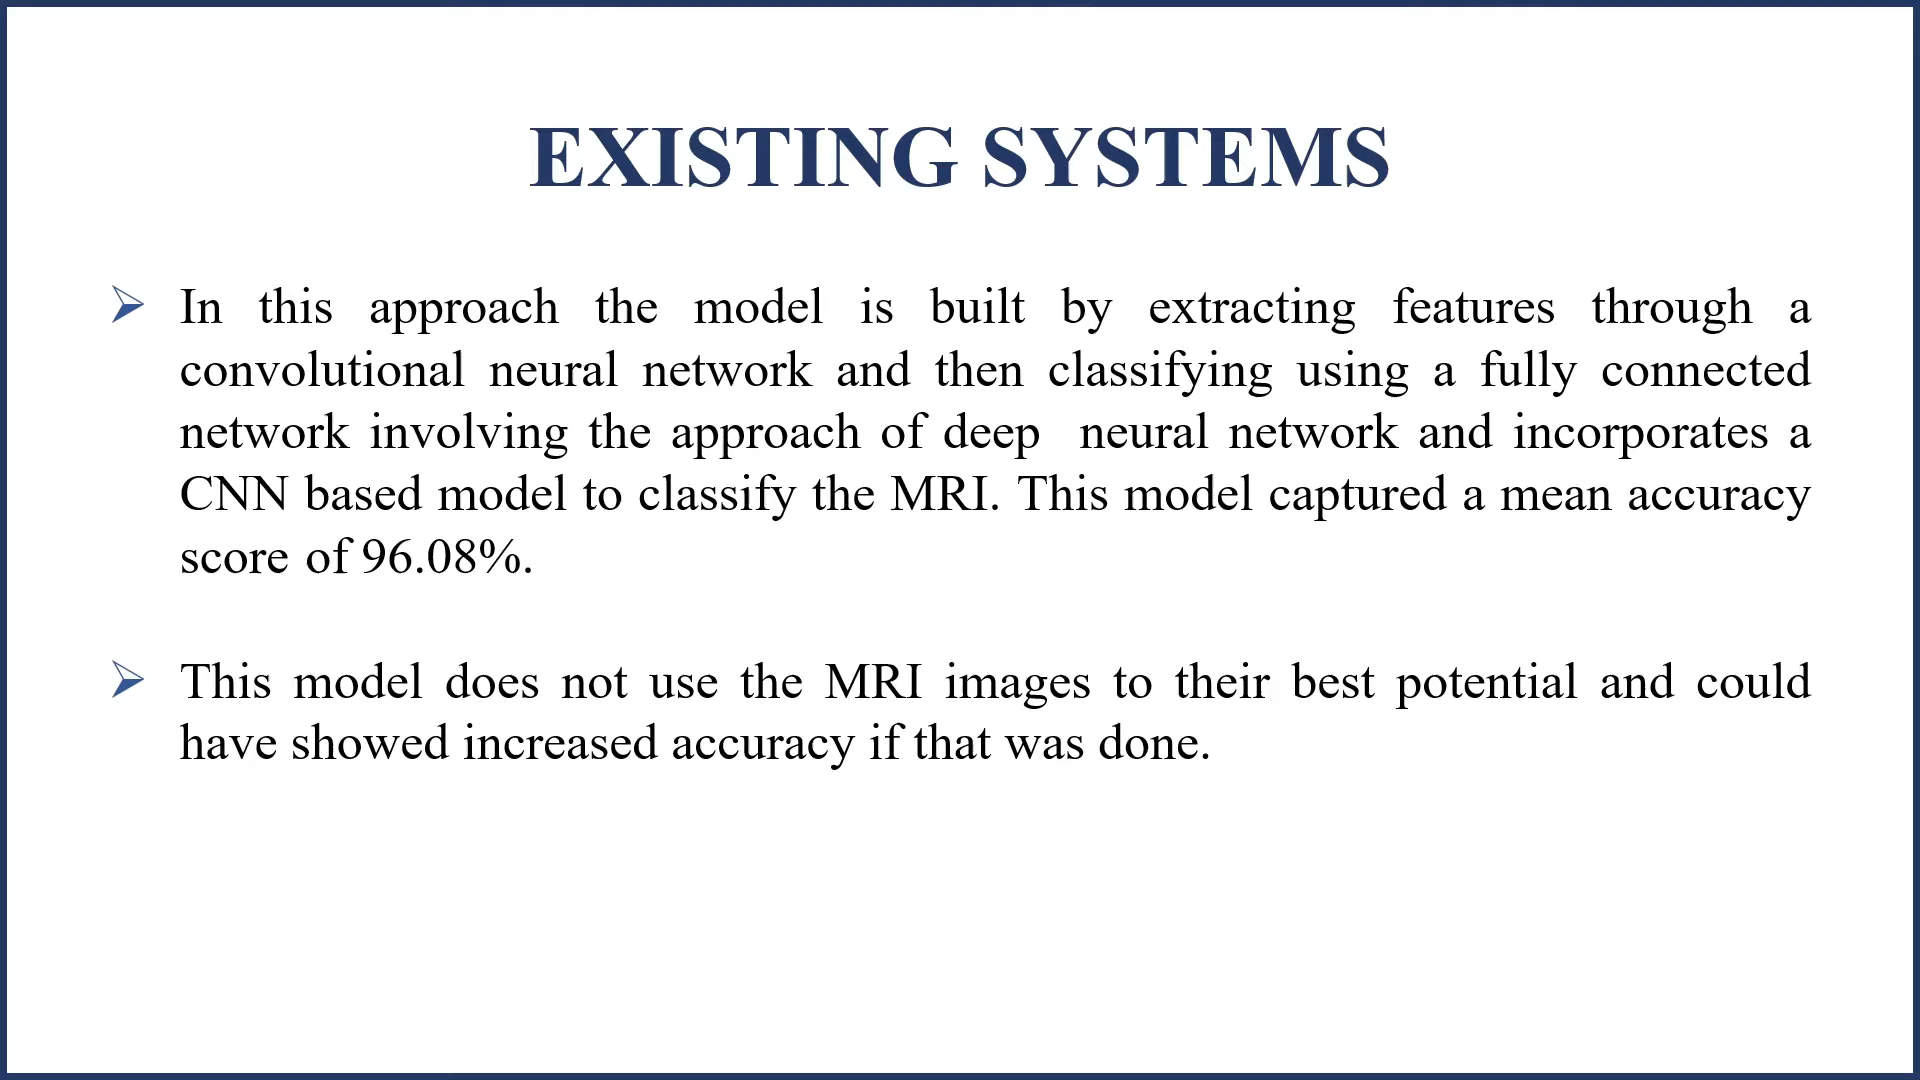 EXISTING SYSTEMS
In this approach the model is built by extracting features through a
convolutional neural network and then classifying using a fully connected
network involving the approach of deep  neural network and incorporates a
CNN based model to classify the MRI. This model captured a mean accuracy
score of 96.08%.
This model does not use the MRI images to their best potential and could
have showed increased accuracy if that was done.